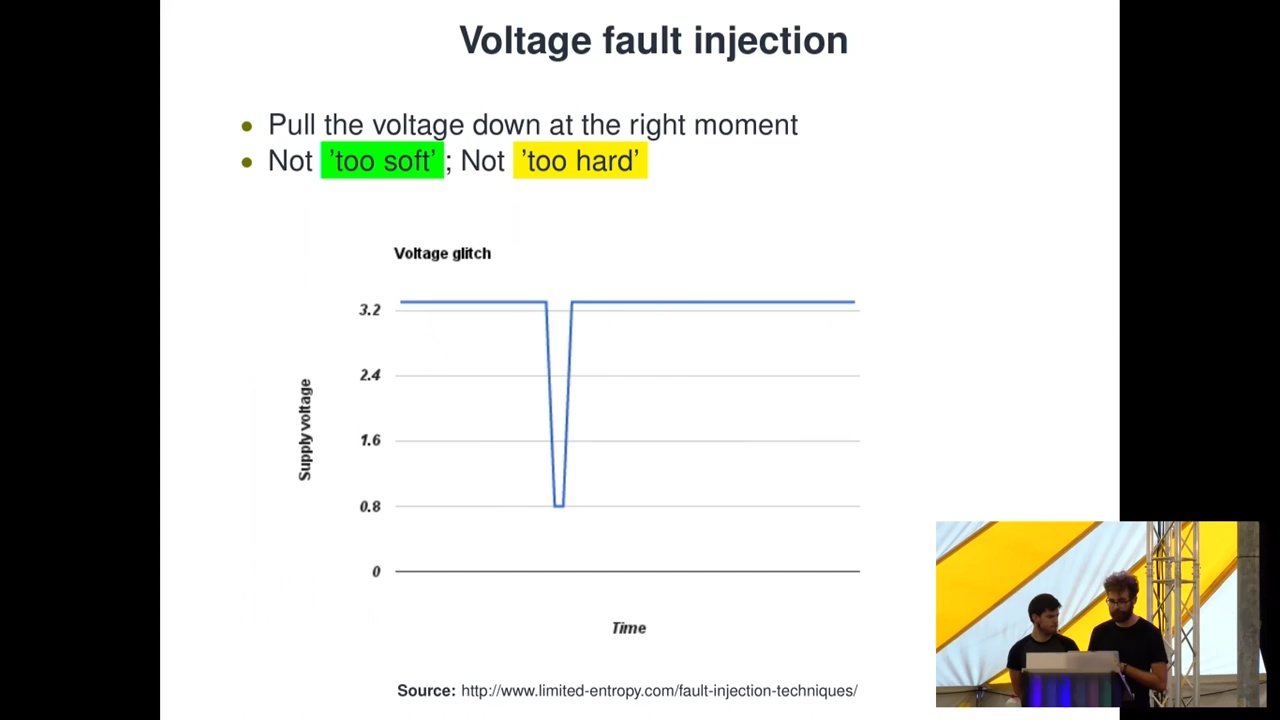 Voltage fault injection
• Pull the voltage down at the right moment
• Not 'too soft' ; Not 'too hard'
Voltage glitch
3.2
2.4
1.6
0.8
0
Supply voltage
Time
Source: http://www.limited-entropy.com/fault-injection-techniques/